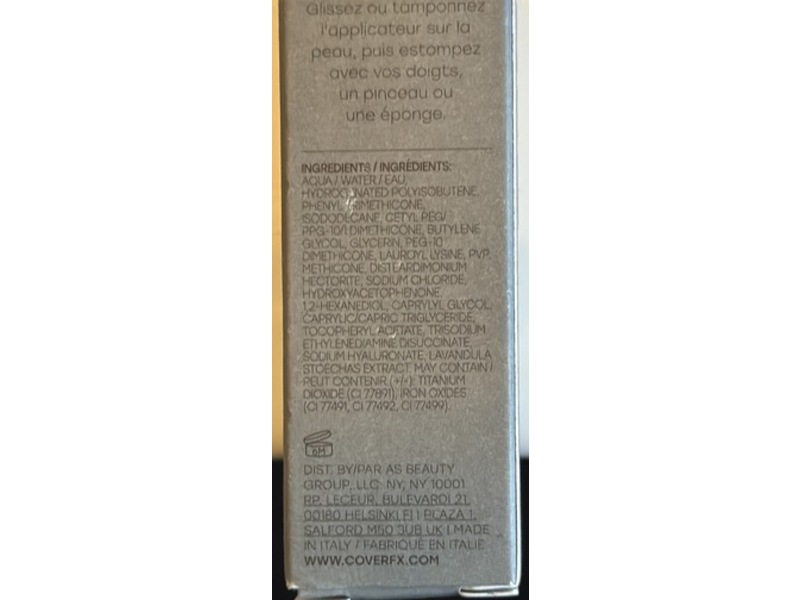 Glissez ou tamponnez
l'applicateur sur la
peau, puis estompez
avec vos doigts,
un pinceau ou
une éponge.
INGREDIENTS / INGRÉDIENTS:
AQUA / WATER / EAU,
HYDROGENATED POLYISOBUTENE,
PHENYL TRIMETHICONE,
ISODODECANE, CETYL PEG/
PPG-10/1 DIMETHICONE, BUTYLENE
GLYCOL, GLYCERIN, PEG-10
DIMETHICONE, LAUROYL LYSINE, PVP,
METHICONE, DISTEARDIMONIUM
HECTORITE, SODIUM CHLORIDE,
HYDROXYACETOPHENONE,
1,2-HEXANEDIOL, CAPRYLYL GLYCOL,
CAPRYLIC/CAPRIC TRIGLYCERIDE,
TOCOPHERYL ACETATE, TRISODIUM
ETHYLENEDIAMINE DISUCCINATE,
SODIUM HYALURONATE, LAVANDULA
STOECHAS EXTRACT. MAY CONTAIN /
PEUT CONTENIR (+/-): TITANIUM
DIOXIDE (CI 77891), IRON OXIDES
(CI 77491, CI 77492, CI 77499).
6M
DIST. BY/PAR AS BEAUTY
GROUP, LLC. NY, NY 10001
RP. LECEUR, BULEVARDI 21,
00180 HELSINKI, FI | PLAZA 1,
SALFORD M50 3UB UK | MADE
IN ITALY / FABRIQUÉ EN ITALIE
WWW.COVERFX.COM